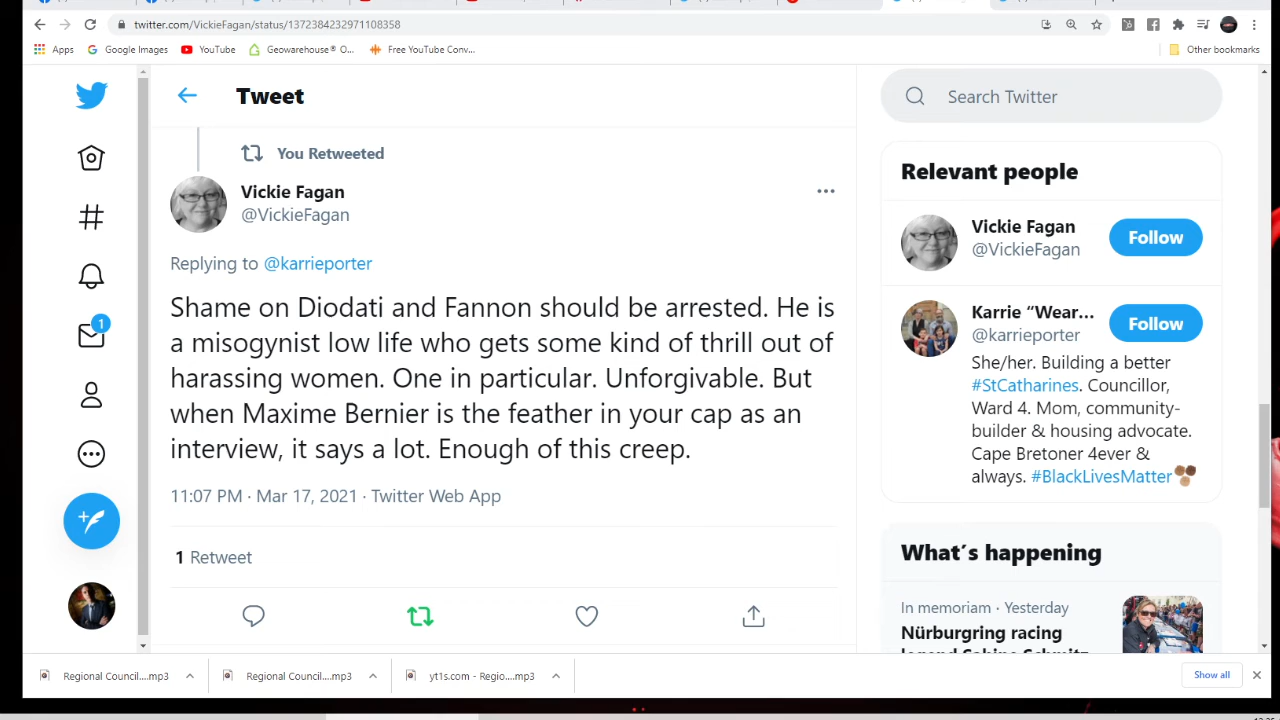 twitter.com/VickieFagan/status/1372384232971108358
Apps
Google Images
YouTube
Geowarehouse® O...
Free YouTube Conv...
Other bookmarks
Tweet
You Retweeted
Vickie Fagan
@VickieFagan
Replying to @karrieporter
Shame on Diodati and Fannon should be arrested. He is
a misogynist low life who gets some kind of thrill out of
harassing women. One in particular. Unforgivable. But
when Maxime Bernier is the feather in your cap as an
interview, it says a lot. Enough of this creep.
11:07 PM · Mar 17, 2021 · Twitter Web App
1 Retweet
1
Search Twitter
Relevant people
Vickie Fagan
@VickieFagan
Follow
Karrie “Wear...
@karrieporter
Follow
She/her. Building a better
#StCatharines. Councillor,
Ward 4. Mom, community-
builder & housing advocate.
Cape Bretoner 4ever &
always. #BlackLivesMatter
What’s happening
In memoriam · Yesterday
Nürburgring racing
legend Sabine Schmitz
Regional Council....mp3
Regional Council....mp3
yt1s.com - Regio....mp3
Show all